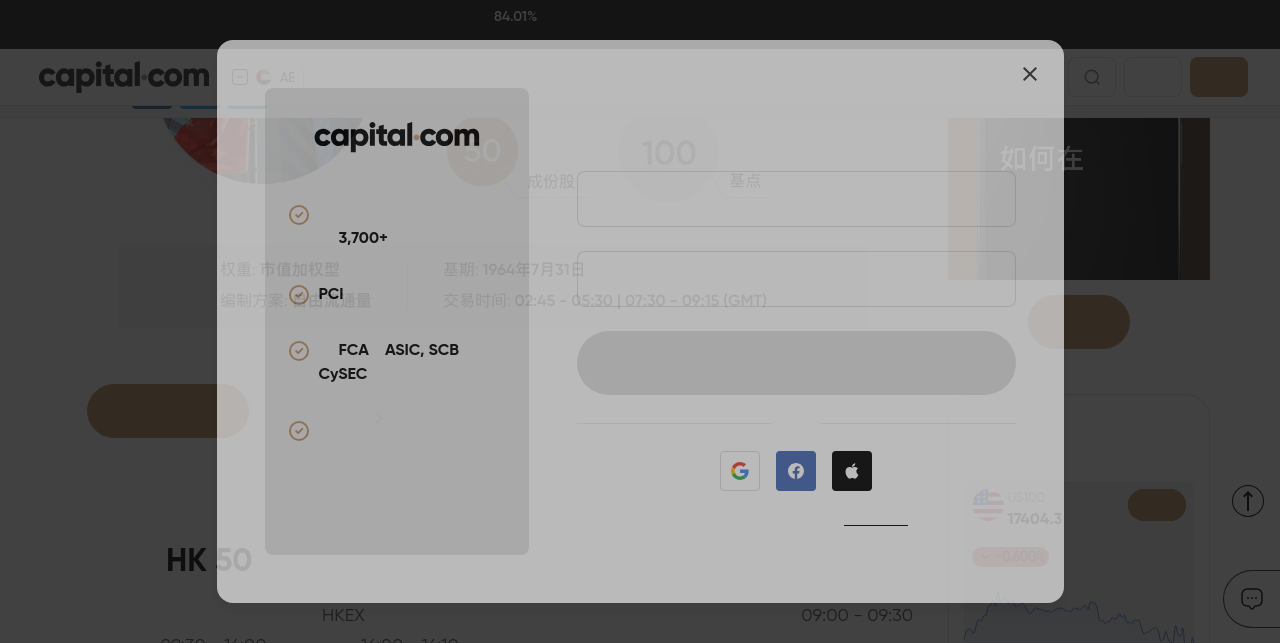 84.01%
capital.com
AE
capital.com
50
100
如何在
成份股
基点
3,700+
权重: 市值加权型
基期: 1964年7月31日
PCI
编制方案: 自由流通量
交易时间: 02:45 - 05:30 | 07:30 - 09:15 (GMT)
FCA ASIC, SCB
CySEC
US100
17404.3
-0.600%
HK 50
HKEX
09:00 - 09:30